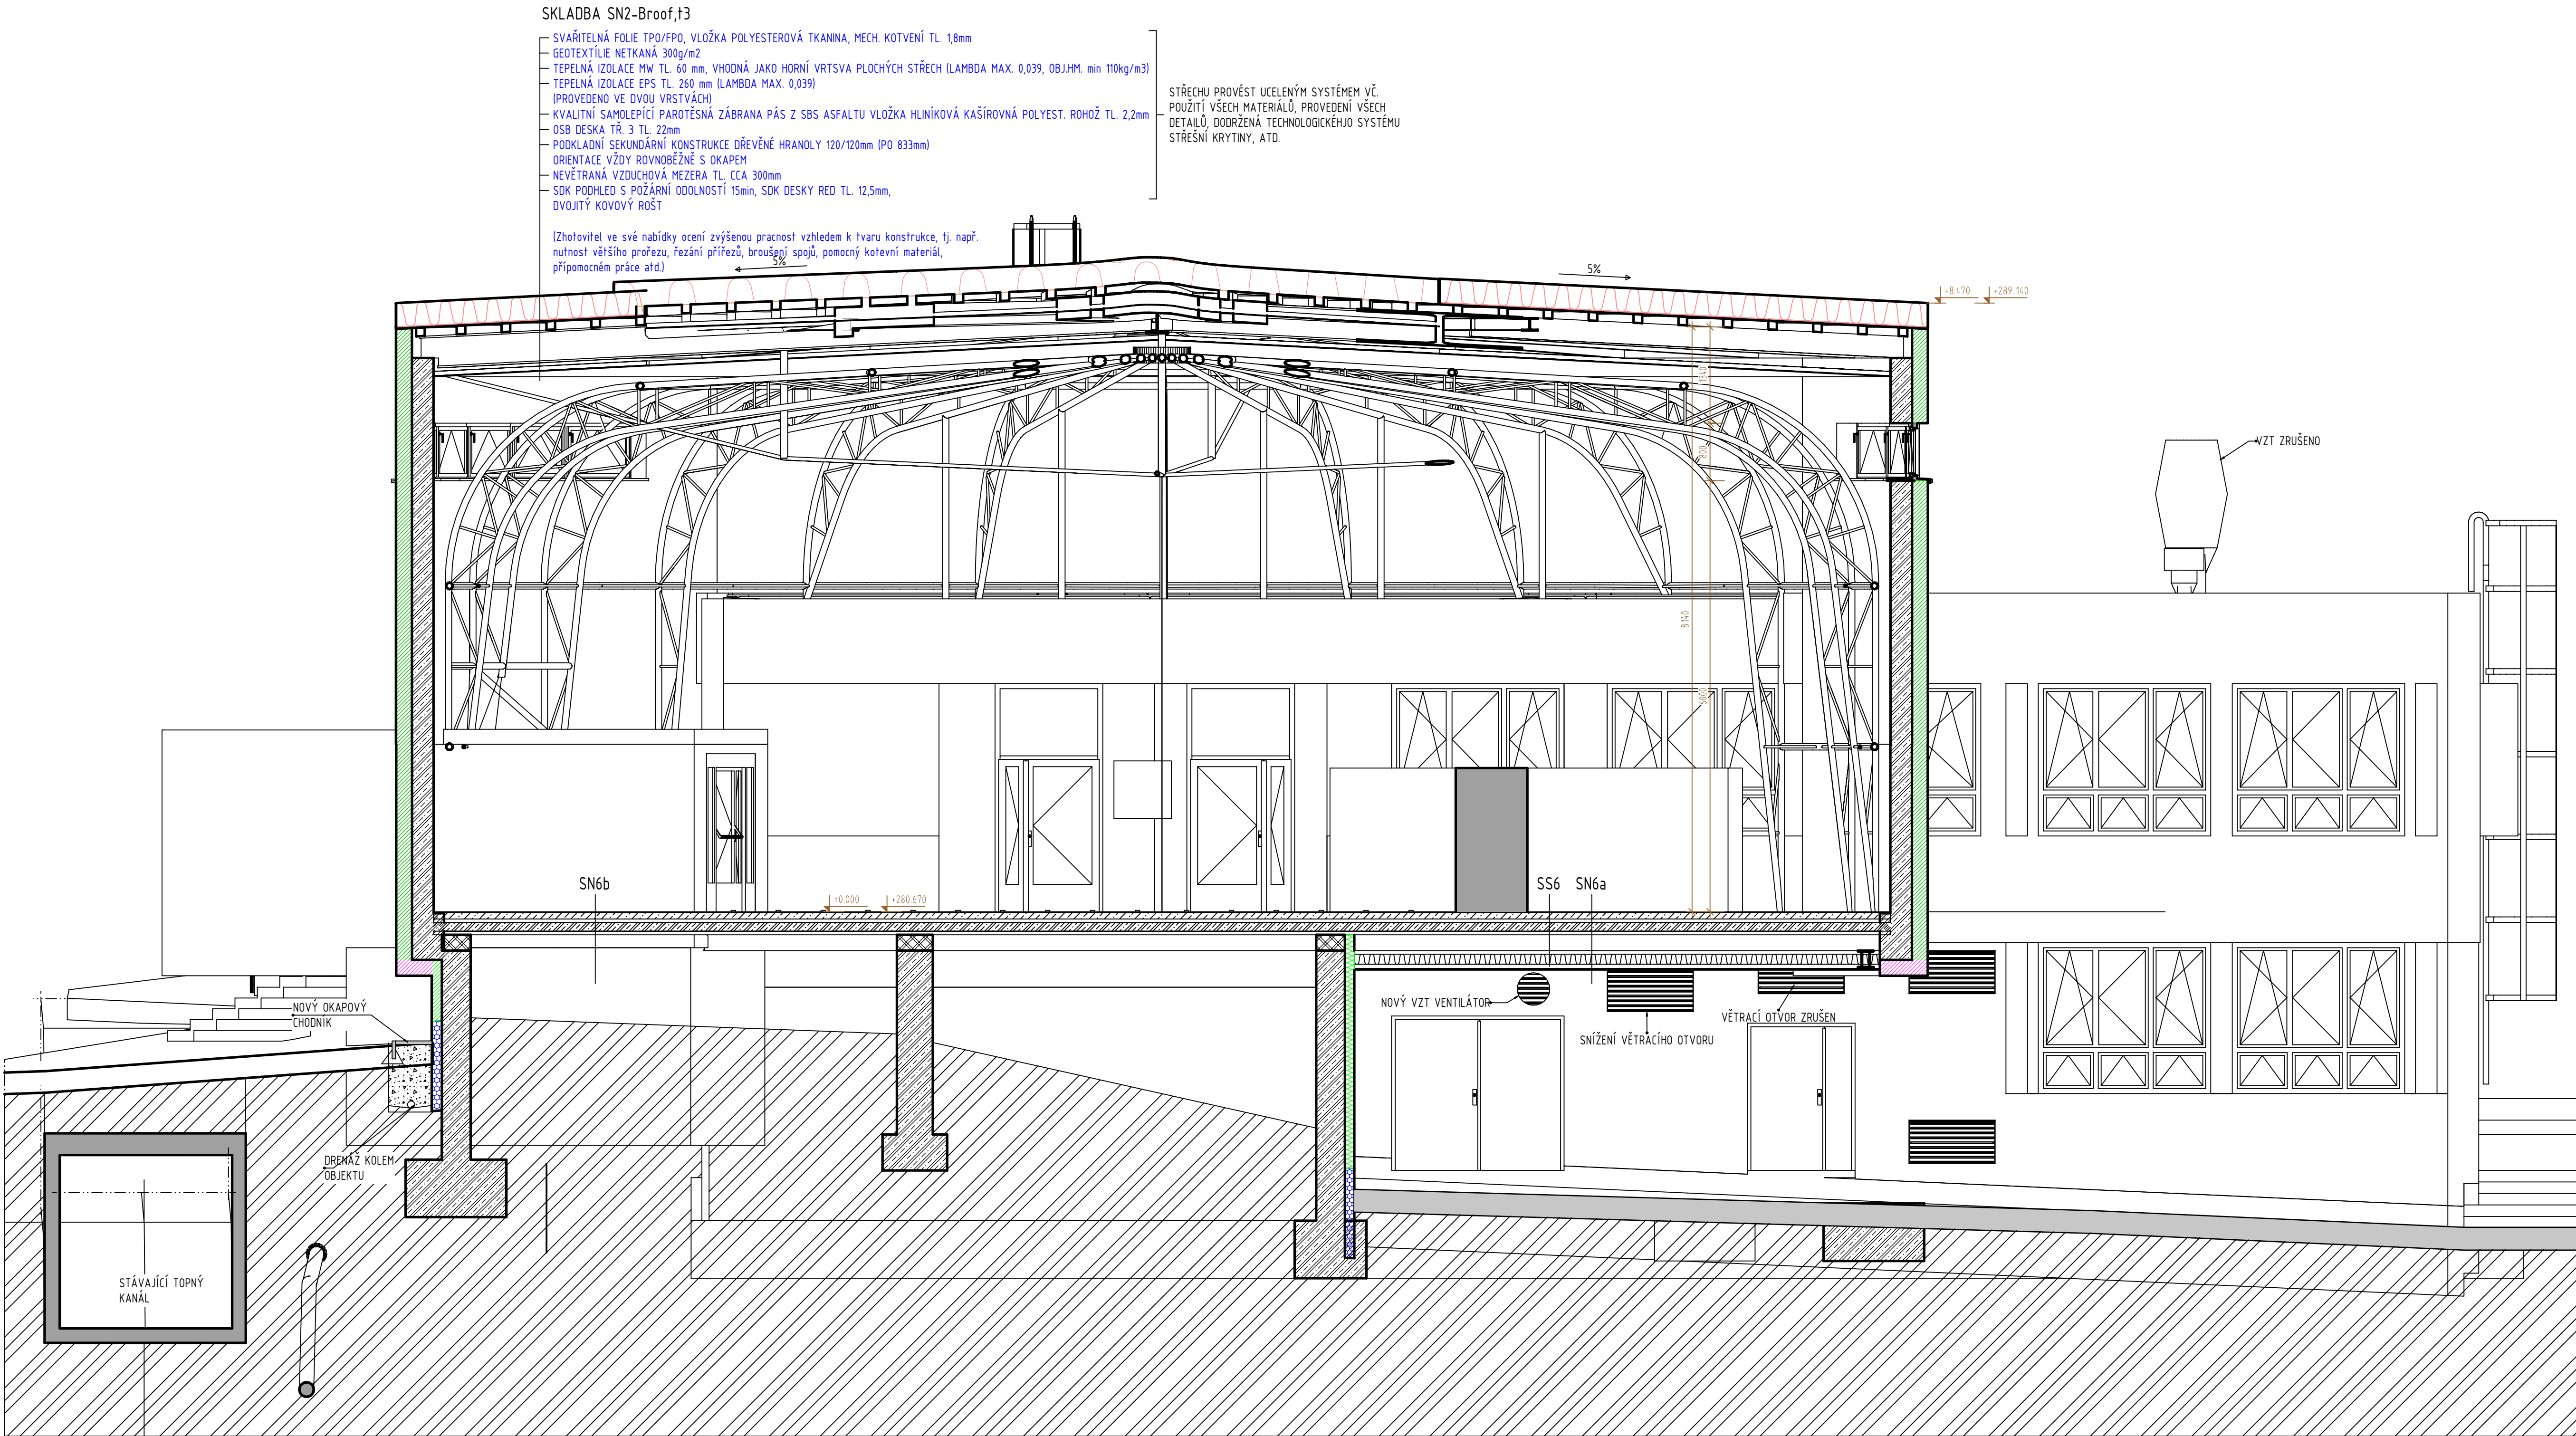 SKLADBA SN2-Broof,t3
SVAŘITELNÁ FOLIE TPO/FPO, VLOŽKA POLYESTEROVÁ TKANINA, MECH. KOTVENÍ TL. 1,8mm
GEOTEXTÍLIE NETKANÁ 300g/m2
TEPELNÁ IZOLACE MW TL. 60 mm, VHODNÁ JAKO HORNÍ VRTSVA PLOCHÝCH STŘECH (LAMBDA MAX. 0,039, OBJ.HM. min 110kg/m3)
TEPELNÁ IZOLACE EPS TL. 260 mm (LAMBDA MAX. 0,039)
(PROVEDENO VE DVOU VRSTVÁCH)
KVALITNÍ SAMOLEPÍCÍ PAROTĚSNÁ ZÁBRANA PÁS Z SBS ASFALTU VLOŽKA HLINÍKOVÁ KAŠÍROVNÁ POLYEST. ROHOŽ TL. 2,2mm
OSB DESKA TŘ. 3 TL. 22mm
PODKLADNÍ SEKUNDÁRNÍ KONSTRUKCE DŘEVĚNÉ HRANOLY 120/120mm (PO 833mm)
ORIENTACE VŽDY ROVNOBĚŽNĚ S OKAPEM
NEVĚTRANÁ VZDUCHOVÁ MEZERA TL. CCA 300mm
SDK PODHLED S POŽÁRNÍ ODOLNOSTÍ 15min, SDK DESKY RED TL. 12,5mm,
DVOJITÝ KOVOVÝ ROŠT
(Zhotovitel ve své nabídky ocení zvýšenou pracnost vzhledem k tvaru konstrukce, tj. např.
nutnost většího prořezu, řezání přířezů, broušení spojů, pomocný kotevní materiál,
přípomocném práce atd.)
STŘECHU PROVÉST UCELENÝM SYSTÉMEM VČ.
POUŽITÍ VŠECH MATERIÁLŮ, PROVEDENÍ VŠECH
DETAILŮ, DODRŽENÁ TECHNOLOGICKÉHJO SYSTÉMU
STŘEŠNÍ KRYTINY, ATD.
5%
5%
+8.470
+289.140
1340
VZT ZRUŠENO
800
8.140
6000
SN6b
±0.000
+280.670
SS6
SN6a
NOVÝ OKAPOVÝ
CHODNÍK
NOVÝ VZT VENTILÁTOR
VĚTRACÍ OTVOR ZRUŠEN
SNÍŽENÍ VĚTRACÍHO OTVORU
DRENÁŽ KOLEM
OBJEKTU
STÁVAJÍCÍ TOPNÝ
KANÁL